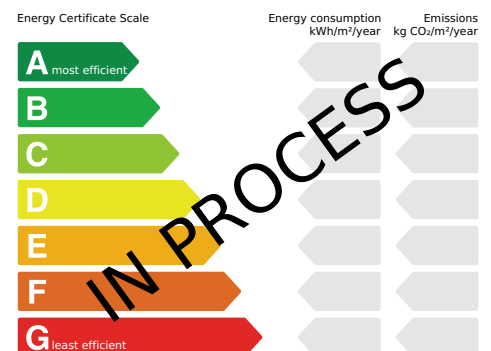 Energy Certificate Scale
Energy consumption
kWh/m²/year
Emissions
kg CO₂/m²/year
A most efficient
B
C
D
E
F
G least efficient
IN PROCESS